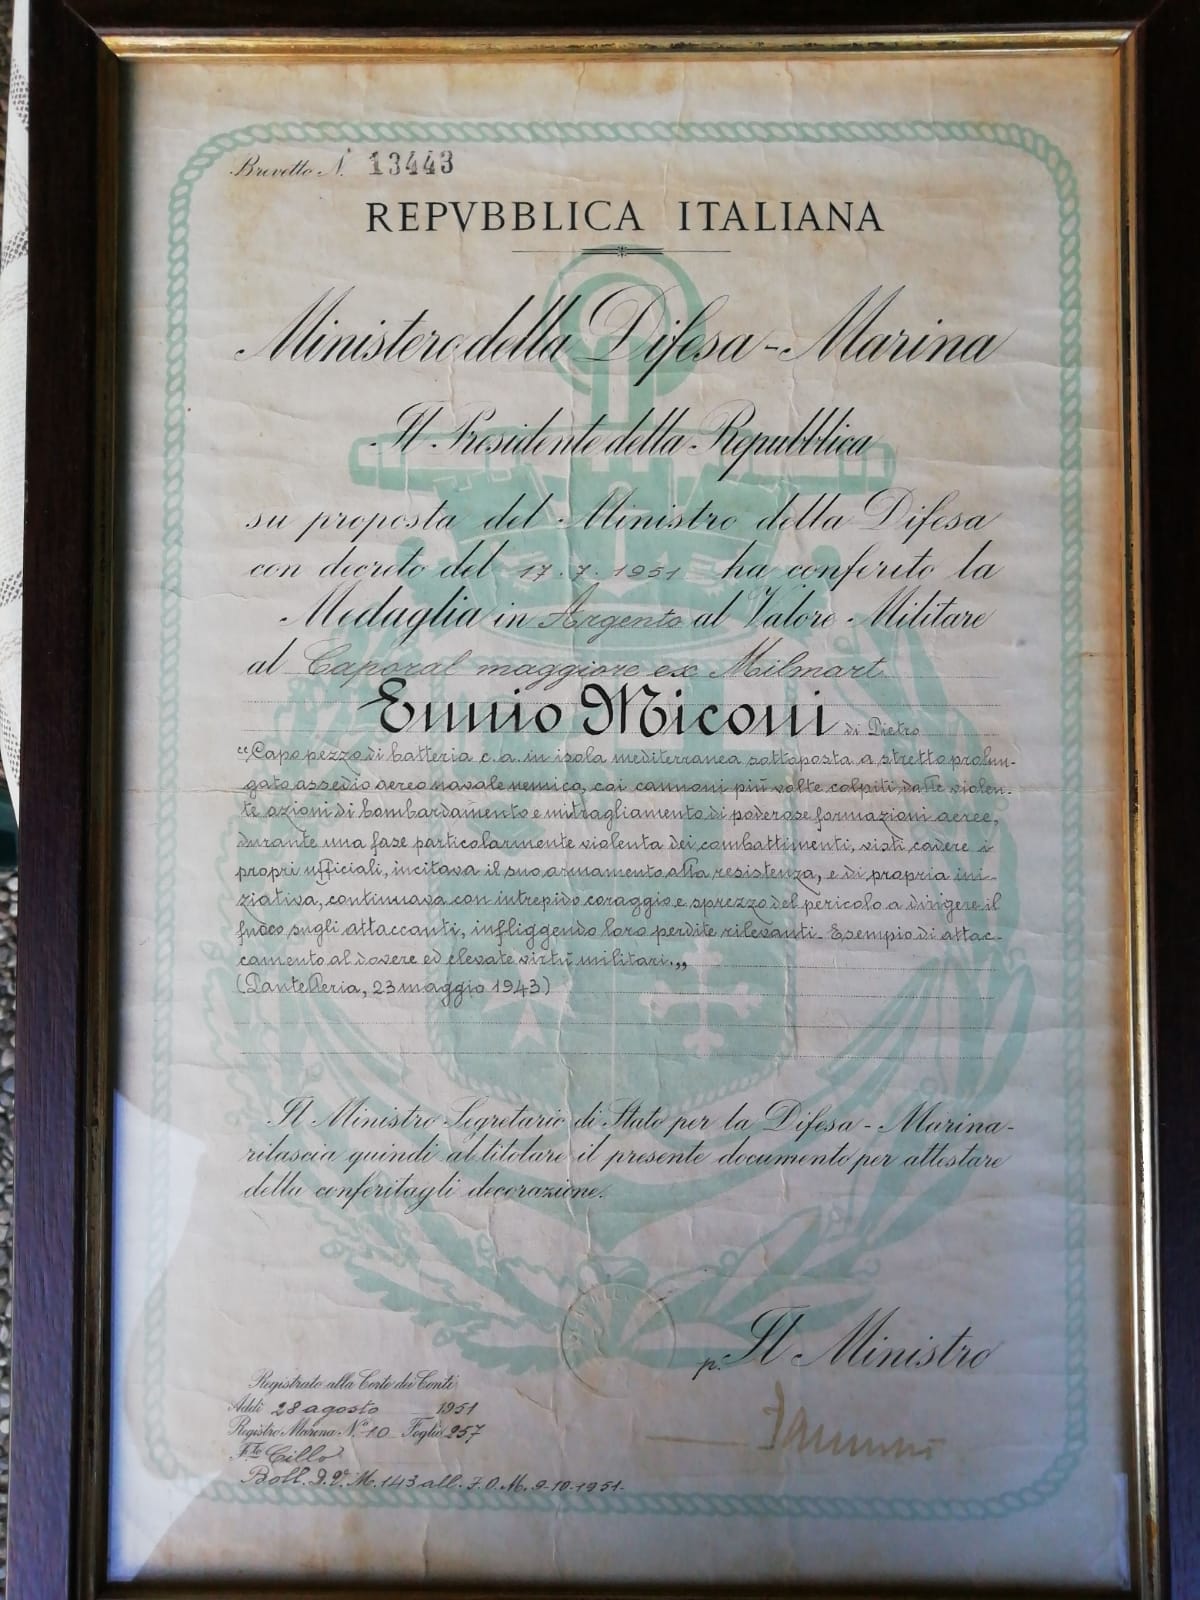 Brevetto N. 13443
REPVBBLICA ITALIANA
Ministero della Difesa - Marina
Il Presidente della Repubblica
su proposta del Ministro della Difesa
con decreto del 17.7.1951 ha conferito la
Medaglia in Argento al Valore Militare
al Caporal maggiore ex Milmart
Ennio Miconi di Pietro
"Capo pezzo di batteria c.a. in isola mediterranea sottoposta a stretto prolun-
gato assedio aereo navale nemico, coi cannoni più volte colpiti dalle violen-
te azioni di bombardamento e mitragliamento di poderose formazioni aeree,
durante una fase particolarmente violenta dei combattimenti, visti cadere i
propri ufficiali, incitava il suo armamento alla resistenza, e di propria ini-
ziativa, continuava con intrepido coraggio e sprezzo del pericolo a dirigere il
fuoco sugli attaccanti, infliggendo loro perdite rilevanti. Esempio di attac-
camento al dovere ed elevate virtù militari."
(Pantelleria, 23 maggio 1943)
Il Ministro Segretario di Stato per la Difesa - Marina -
rilascia quindi al titolare il presente documento per attestare
della conferitagli decorazione.
p. Il Ministro
Registrato alla Corte dei Conti
Addì 28 agosto 1951
Registro Marina N.° 10 Foglio 257
F.to Cillo
Boll. D.V.M. 143 all. F.O.M. 9-10-1951.